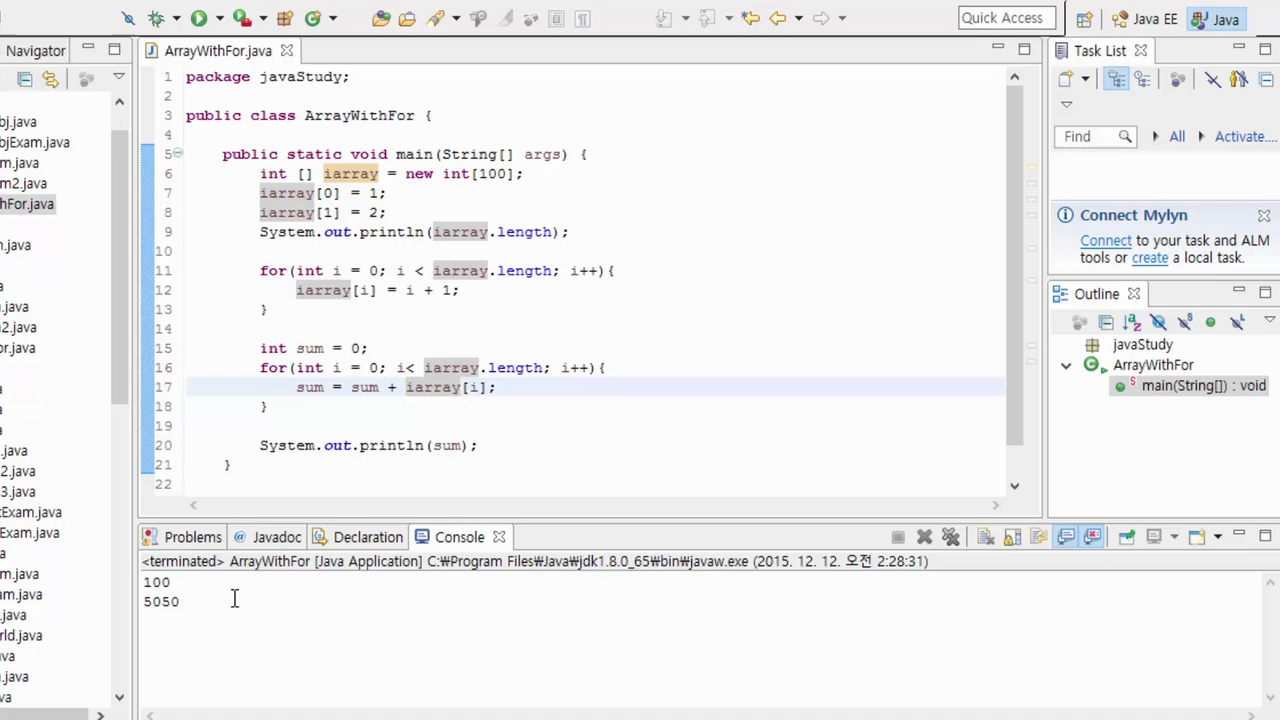 Quick Access
Java EE
Java
Navigator
ArrayWithFor.java
Task List
bj.java
bjExam.java
m.java
m2.java
hFor.java
m.java
a
.java
m2.java
or.java
a
a
a
.java
2.java
3.java
tExam.java
Exam.java
a
am.java
.java
rld.java
va
a.java
va
1 package javaStudy;
2
3 public class ArrayWithFor {
4
5 public static void main(String[] args) {
6 int [] iarray = new int[100];
7 iarray[0] = 1;
8 iarray[1] = 2;
9 System.out.println(iarray.length);
10
11 for(int i = 0; i < iarray.length; i++){
12 iarray[i] = i + 1;
13 }
14
15 int sum = 0;
16 for(int i = 0; i< iarray.length; i++){
17 sum = sum + iarray[i];
18 }
19
20 System.out.println(sum);
21 }
22
Find
All
Activate...
Connect Mylyn
Connect to your task and ALM
tools or create a local task.
Outline
javaStudy
ArrayWithFor
S
main(String[]) : void
Problems
@ Javadoc
Declaration
Console
<terminated> ArrayWithFor [Java Application] C:₩Program Files₩Java₩jdk1.8.0_65₩bin₩javaw.exe (2015. 12. 12. 오전 2:28:31)
100
5050